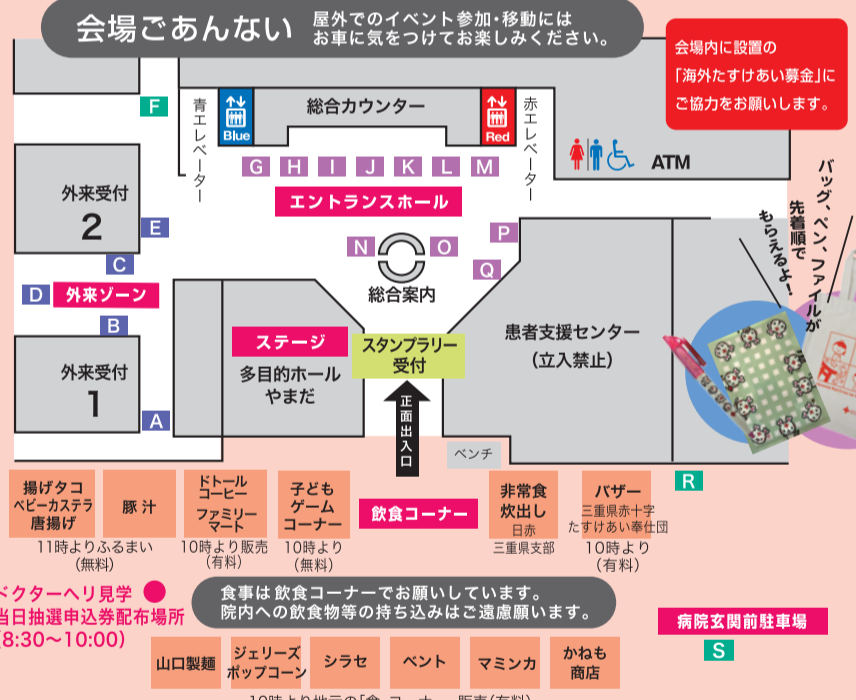 会場ごあんない
屋外でのイベント参加・移動には
お車に気をつけてお楽しみください。
会場内に設置の
「海外たすけあい募金」に
ご協力をお願いします。
F
青エレベーター
Blue
総合カウンター
Red
赤エレベーター
ATM
G H I J K L M
エントランスホール
外来受付
2
E
C
D
外来ゾーン
B
外来受付
1
A
N
O
P
Q
総合案内
バッグ、ペン、ファイルが
先着順で
もらえるよ!
ステージ
多目的ホール
やまだ
スタンプラリー
受付
正面出入口
患者支援センター
(立入禁止)
ベンチ
R
揚げタコ
ベビーカステラ
唐揚げ
豚汁
11時よりふるまい
(無料)
ドトール
コーヒー
ファミリー
マート
10時より販売
(有料)
子ども
ゲーム
コーナー
10時より
(無料)
飲食コーナー
非常食
炊出し
日赤
三重県支部
バザー
三重県赤十字
たすけあい奉仕団
10時より
(有料)
ドクターヘリ見学
当日抽選申込券配布場所
(8:30〜10:00)
食事は飲食コーナーでお願いしています。
院内への飲食物等の持ち込みはご遠慮願います。
病院玄関前駐車場
S
山口製麺
ジェリーズ
ポップコーン
シラセ
ベント
マミンカ
かねも
商店